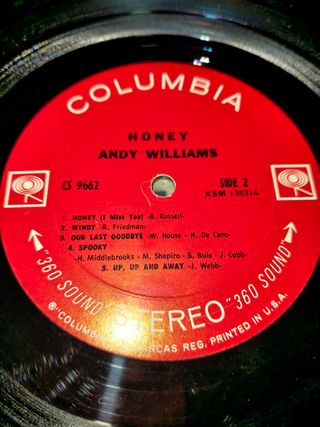 COLUMBIA
HONEY
ANDY WILLIAMS
CS 9662
SIDE 2
XSM 136314
1. HONEY (I Miss You) -B. Russell-
2. WINDY -R. Friedman-
3. OUR LAST GOODBYE -W. House - N. De Caro-
4. SPOOKY
-H. Middlebrooks - M. Shapiro - B. Buie - J. Cobb-
5. UP, UP AND AWAY -J. Webb-
"360 SOUND" STEREO "360 SOUND"
® "COLUMBIA" MARCAS REG. PRINTED IN U.S.A.